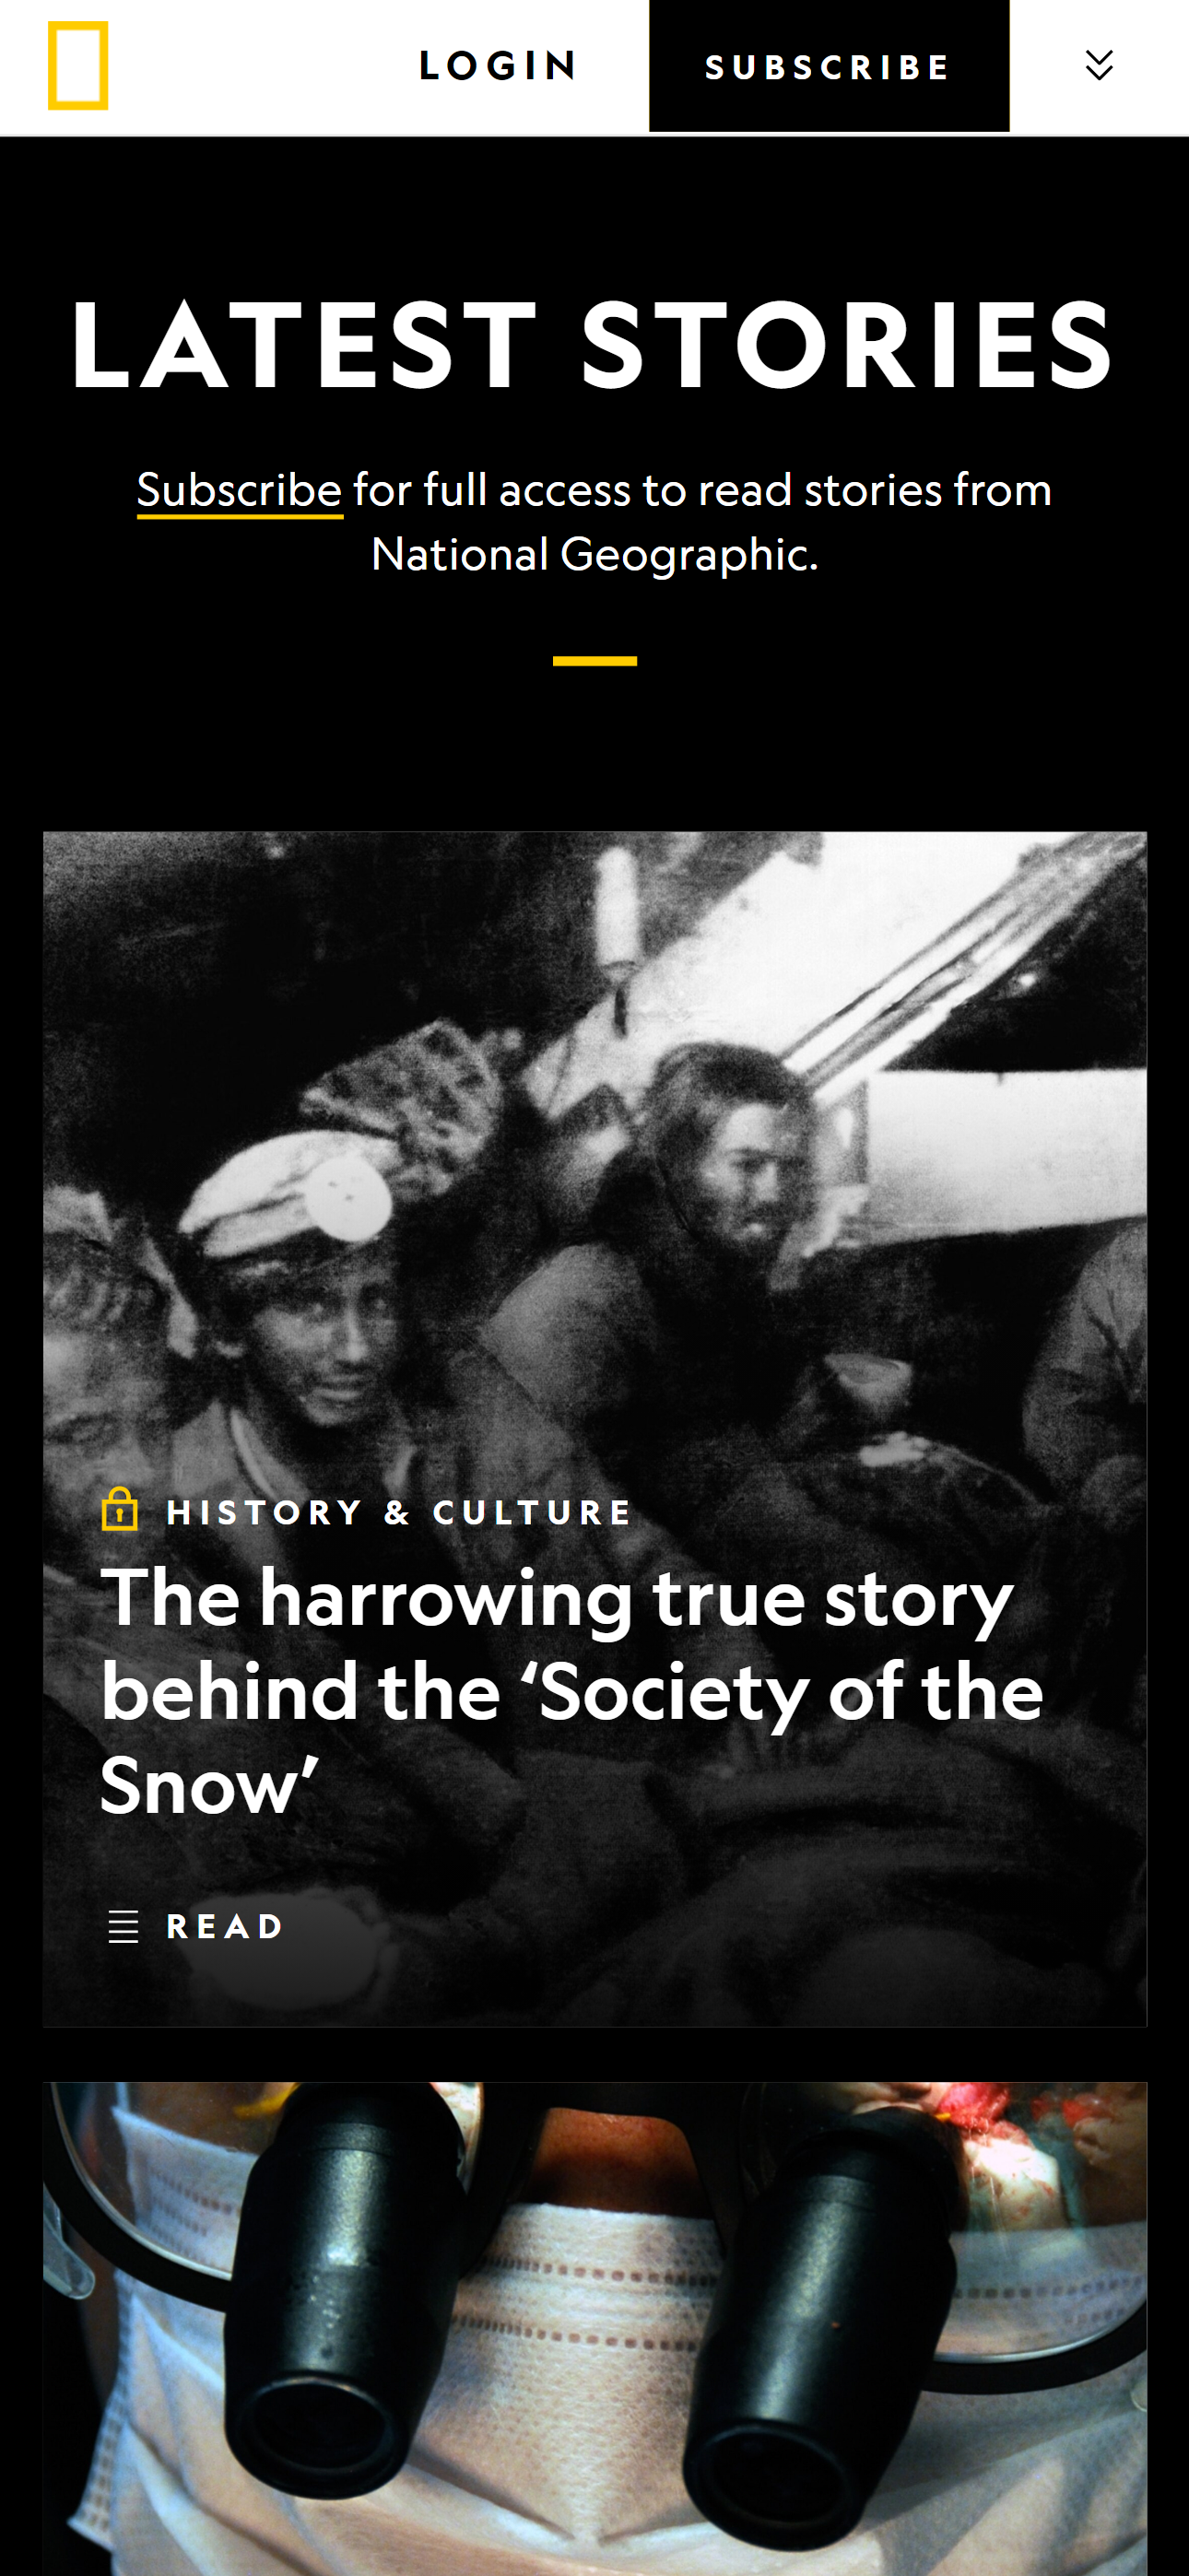 LOGIN
SUBSCRIBE
LATEST STORIES
Subscribe for full access to read stories from
National Geographic.
HISTORY & CULTURE
The harrowing true story
behind the ‘Society of the
Snow’
READ